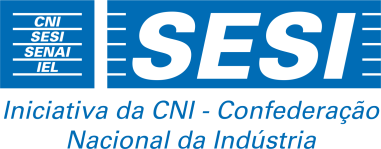 CNI
SESI
SENAI
IEL
SESI
Iniciativa da CNI - Confederação
Nacional da Indústria